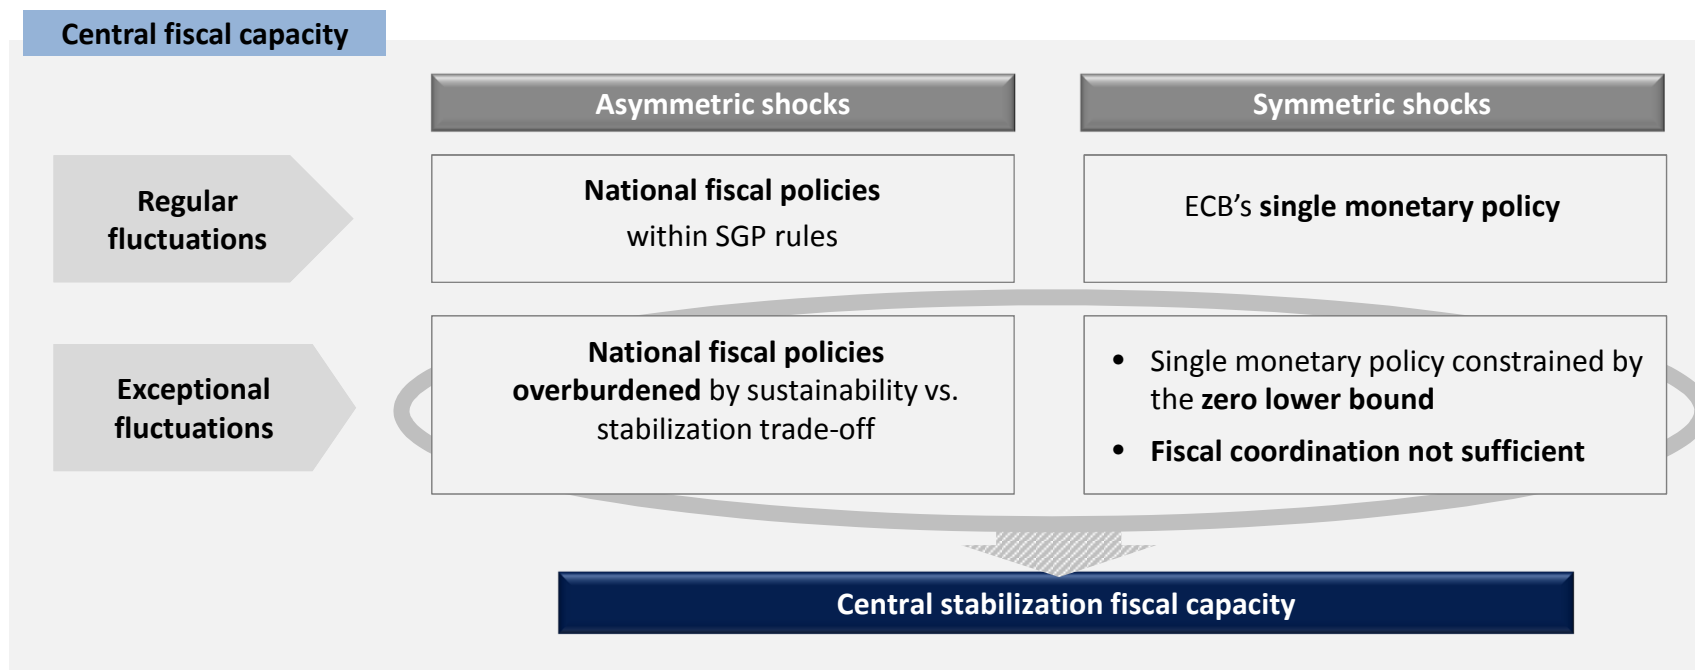 Central fiscal capacity
Asymmetric shocks
Symmetric shocks
Regular
fluctuations
National fiscal policies
within SGP rules
ECB’s single monetary policy
Exceptional
fluctuations
National fiscal policies
overburdened by sustainability vs.
stabilization trade-off
• Single monetary policy constrained by
the zero lower bound
• Fiscal coordination not sufficient
Central stabilization fiscal capacity